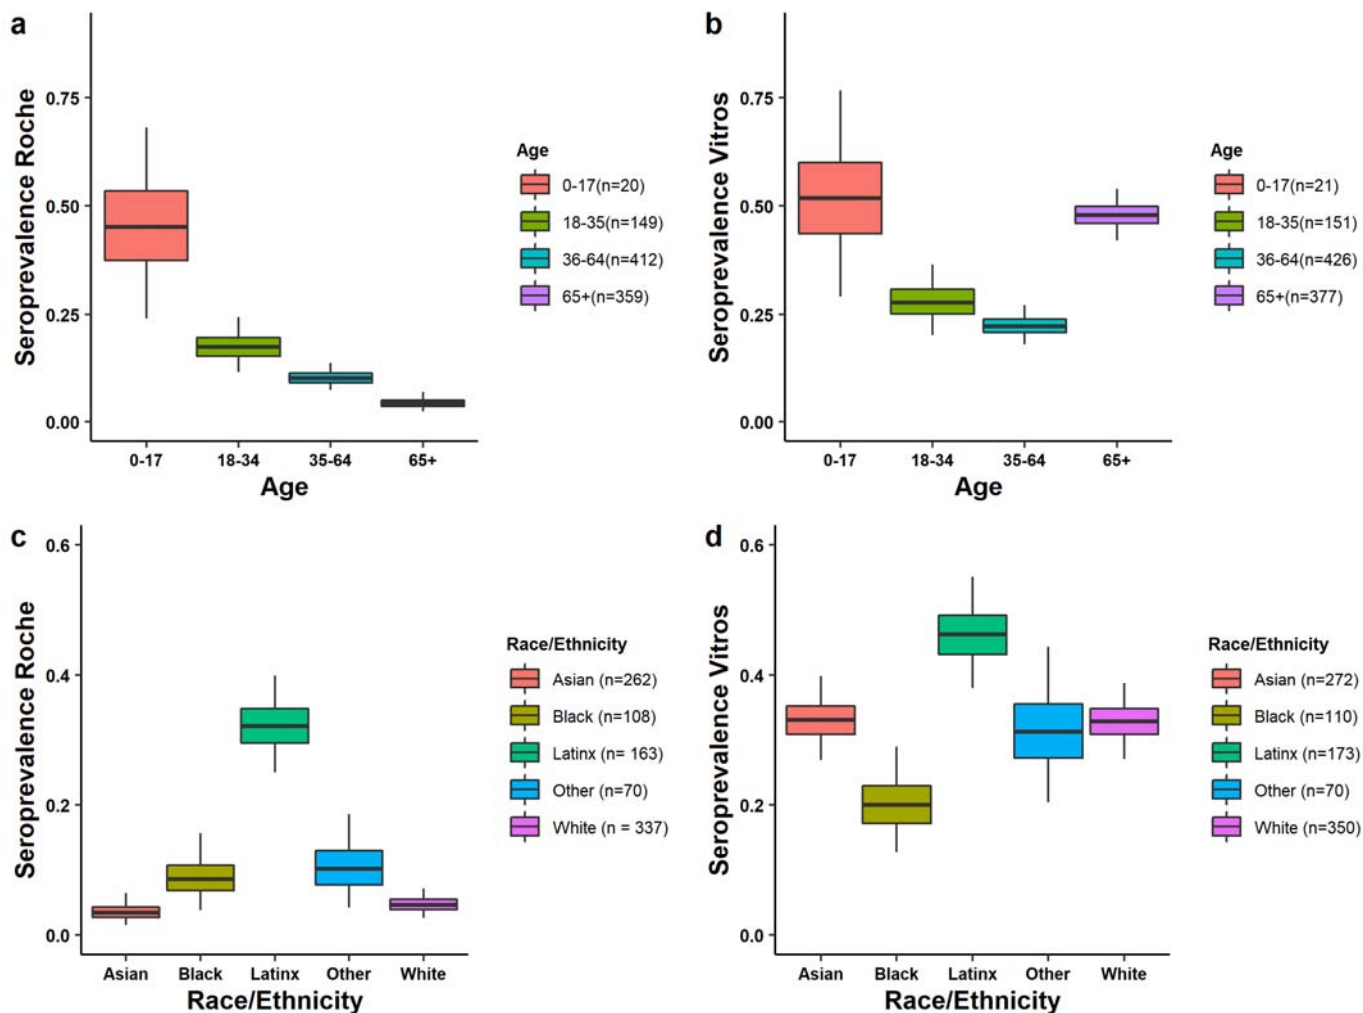 a
Seroprevalence Roche
0.75
0.50
0.25
0.00
0-17
18-34
35-64
65+
Age
Age
0-17(n=20)
18-35(n=149)
36-64(n=412)
65+(n=359)
b
Seroprevalence Vitros
0.75
0.50
0.25
0.00
0-17
18-34
35-64
65+
Age
Age
0-17(n=21)
18-35(n=151)
36-64(n=426)
65+(n=377)
c
Seroprevalence Roche
0.6
0.4
0.2
0.0
Asian
Black
Latinx
Other
White
Race/Ethnicity
Race/Ethnicity
Asian (n=262)
Black (n=108)
Latinx (n= 163)
Other (n=70)
White (n = 337)
d
Seroprevalence Vitros
0.6
0.4
0.2
0.0
Asian
Black
Latinx
Other
White
Race/Ethnicity
Race/Ethnicity
Asian (n=272)
Black (n=110)
Latinx (n=173)
Other (n=70)
White (n=350)